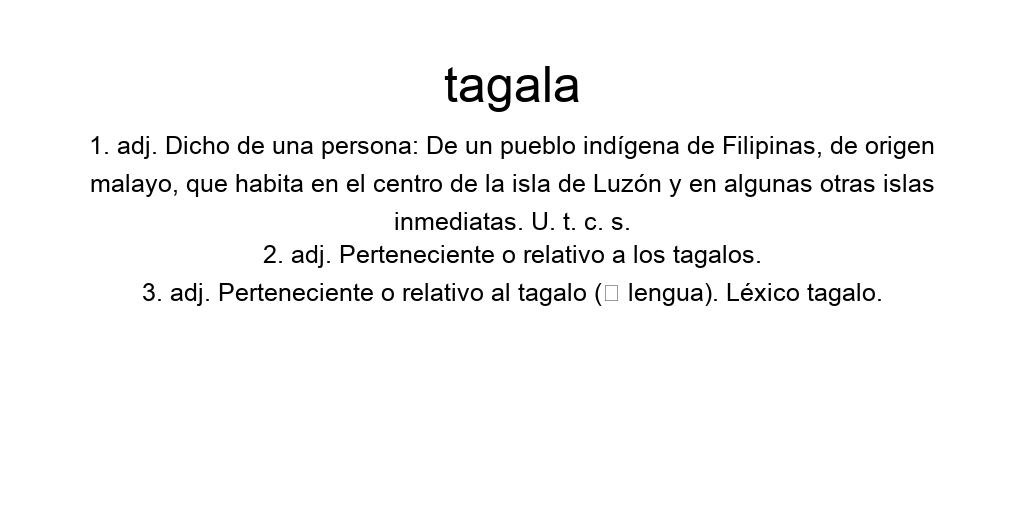 tagala
1. adj. Dicho de una persona: De un pueblo indígena de Filipinas, de origen
malayo, que habita en el centro de la isla de Luzón y en algunas otras islas
inmediatas. U. t. c. s.
2. adj. Perteneciente o relativo a los tagalos.
3. adj. Perteneciente o relativo al tagalo (□ lengua). Léxico tagalo.